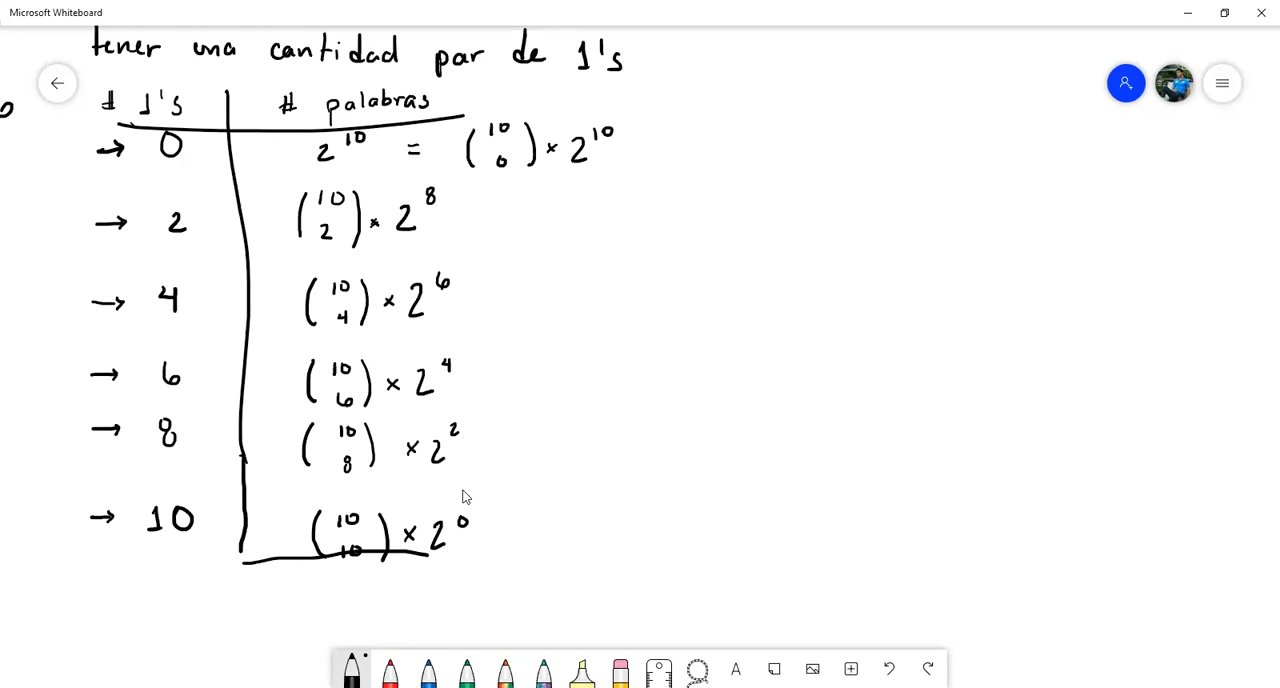 Microsoft Whiteboard
tener una cantidad par de 1's
# 1's # palabras
→ 0 2^10 = (10 0) × 2^10
→ 2 (10 2) × 2^8
→ 4 (10 4) × 2^6
→ 6 (10 6) × 2^4
→ 8 (10 8) × 2^2
→ 10 (10 10) × 2^0